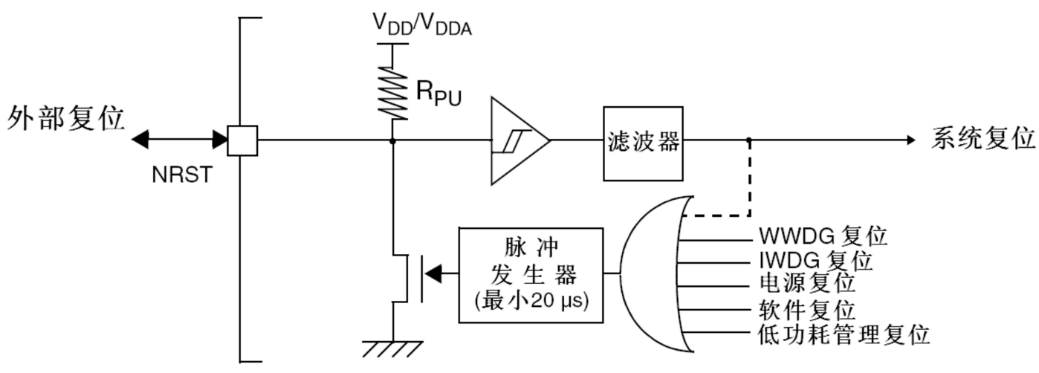 VDD/VDDA
RPU
外部复位
NRST
滤波器
系统复位
脉冲
发生器
(最小20 μs)
WWDG 复位
IWDG 复位
电源复位
软件复位
低功耗管理复位